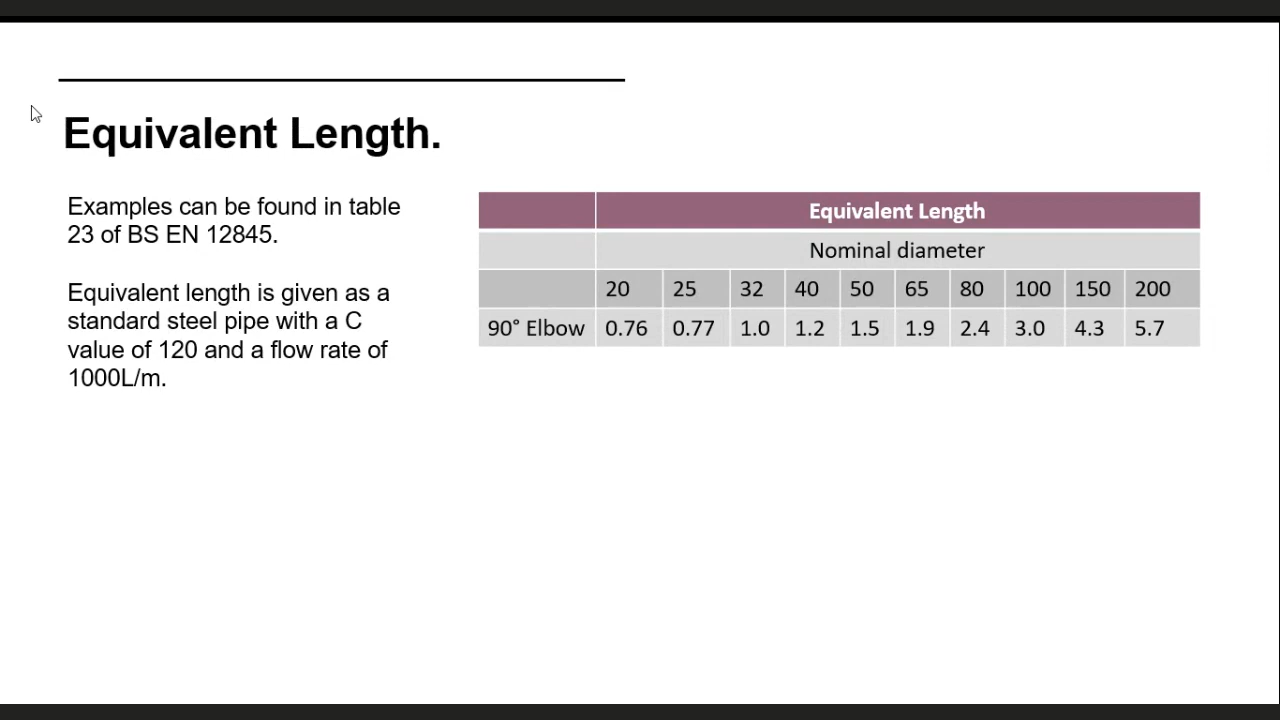 Equivalent Length.
Examples can be found in table
23 of BS EN 12845.
Equivalent length is given as a
standard steel pipe with a C
value of 120 and a flow rate of
1000L/m.
Equivalent Length
Nominal diameter
20 25 32 40 50 65 80 100 150 200
90° Elbow 0.76 0.77 1.0 1.2 1.5 1.9 2.4 3.0 4.3 5.7